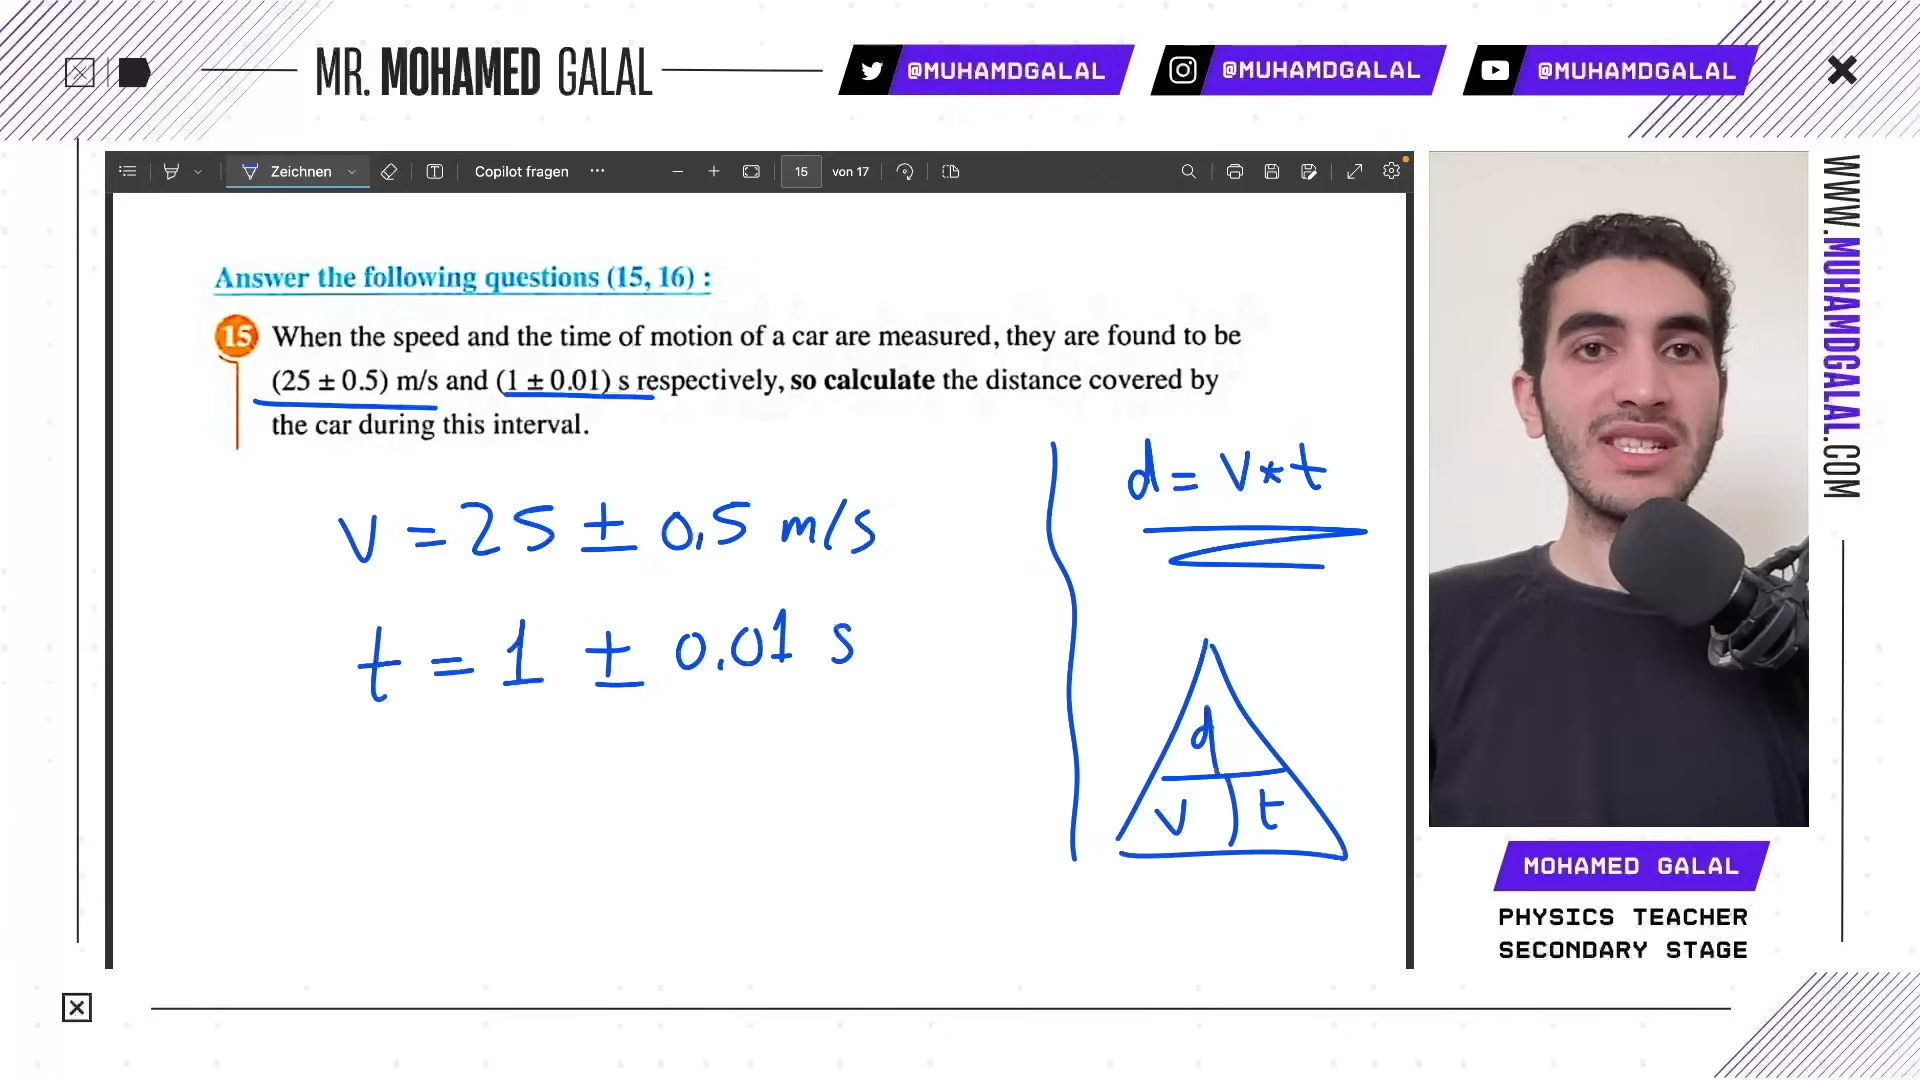 MR. MOHAMED GALAL
@MUHAMDGALAL
@MUHAMDGALAL
@MUHAMDGALAL
Zeichnen
Copilot fragen
15
von 17
WWW.MUHAMDGALAL.COM
Answer the following questions (15, 16) :
15 When the speed and the time of motion of a car are measured, they are found to be
(25 ± 0.5) m/s and (1 ± 0.01) s respectively, so calculate the distance covered by
the car during this interval.
d = v * t
v = 25 ± 0,5 m/s
t = 1 ± 0.01 s
d
v t
MOHAMED GALAL
PHYSICS TEACHER
SECONDARY STAGE